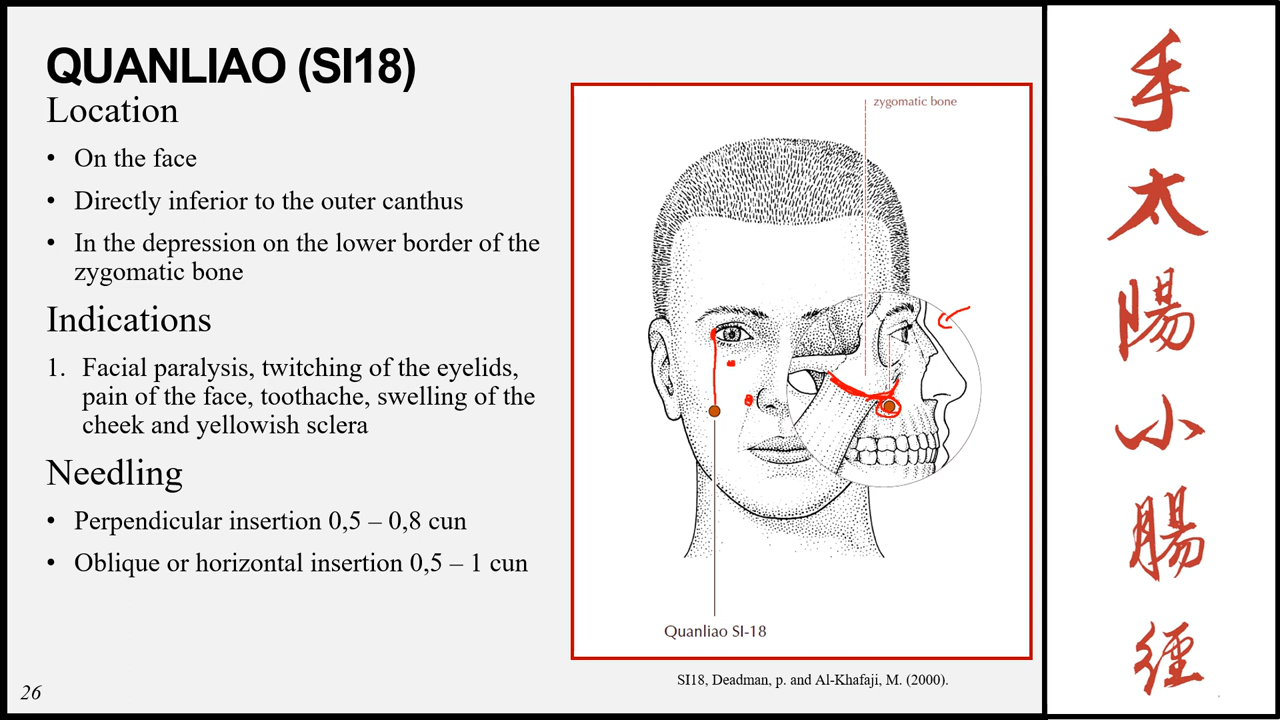 QUANLIAO (SI18)
Location
• On the face
• Directly inferior to the outer canthus
• In the depression on the lower border of the
zygomatic bone
Indications
1. Facial paralysis, twitching of the eyelids,
pain of the face, toothache, swelling of the
cheek and yellowish sclera
Needling
• Perpendicular insertion 0,5 – 0,8 cun
• Oblique or horizontal insertion 0,5 – 1 cun
26
zygomatic bone
Quanliao SI-18
SI18, Deadman, p. and Al-Khafaji, M. (2000).
手
太
陽
小
腸
經